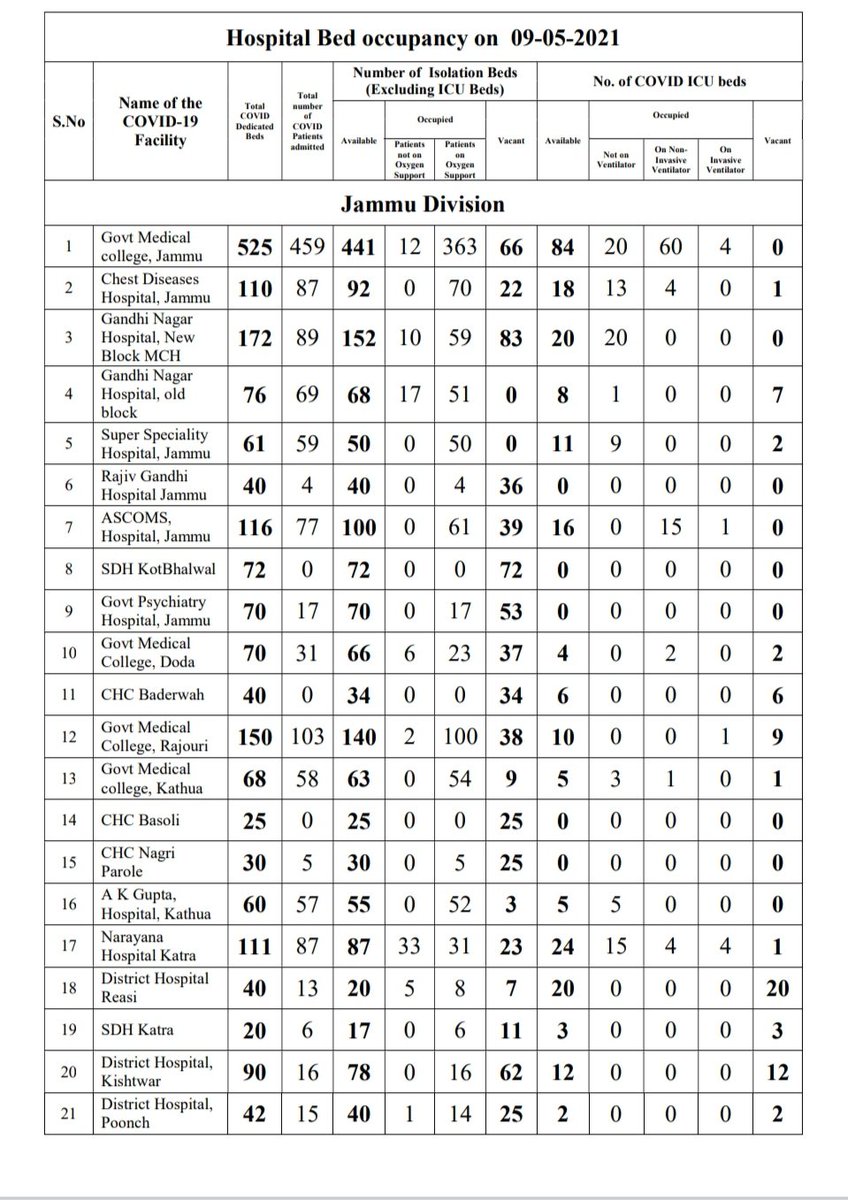 Hospital Bed occupancy on 09-05-2021
S.No
Name of the
COVID-19
Facility
Total
COVID
Dedicated
Beds
Total
number
of
COVID
Patients
admitted
Number of Isolation Beds
(Excluding ICU Beds)
No. of COVID ICU beds
Available
Occupied
Patients
not on
Oxygen
Support
Patients
on
Oxygen
Support
Vacant
Available
Occupied
Not on
Ventilator
On Non-
Invasive
Ventilator
On
Invasive
Ventilator
Vacant
Jammu Division
1 Govt Medical
college, Jammu 525 459 441 12 363 66 84 20 60 4 0
2 Chest Diseases
Hospital, Jammu 110 87 92 0 70 22 18 13 4 0 1
3 Gandhi Nagar
Hospital, New
Block MCH 172 89 152 10 59 83 20 20 0 0 0
4 Gandhi Nagar
Hospital, old
block 76 69 68 17 51 0 8 1 0 0 7
5 Super Speciality
Hospital, Jammu 61 59 50 0 50 0 11 9 0 0 2
6 Rajiv Gandhi
Hospital Jammu 40 4 40 0 4 36 0 0 0 0 0
7 ASCOMS,
Hospital, Jammu 116 77 100 0 61 39 16 0 15 1 0
8 SDH KotBhalwal 72 0 72 0 0 72 0 0 0 0 0
9 Govt Psychiatry
Hospital, Jammu 70 17 70 0 17 53 0 0 0 0 0
10 Govt Medical
College, Doda 70 31 66 6 23 37 4 0 2 0 2
11 CHC Baderwah 40 0 34 0 0 34 6 0 0 0 6
12 Govt Medical
College, Rajouri 150 103 140 2 100 38 10 0 0 1 9
13 Govt Medical
college, Kathua 68 58 63 0 54 9 5 3 1 0 1
14 CHC Basoli 25 0 25 0 0 25 0 0 0 0 0
15 CHC Nagri
Parole 30 5 30 0 5 25 0 0 0 0 0
16 A K Gupta,
Hospital, Kathua 60 57 55 0 52 3 5 5 0 0 0
17 Narayana
Hospital Katra 111 87 87 33 31 23 24 15 4 4 1
18 District Hospital
Reasi 40 13 20 5 8 7 20 0 0 0 20
19 SDH Katra 20 6 17 0 6 11 3 0 0 0 3
20 District Hospital,
Kishtwar 90 16 78 0 16 62 12 0 0 0 12
21 District Hospital,
Poonch 42 15 40 1 14 25 2 0 0 0 2